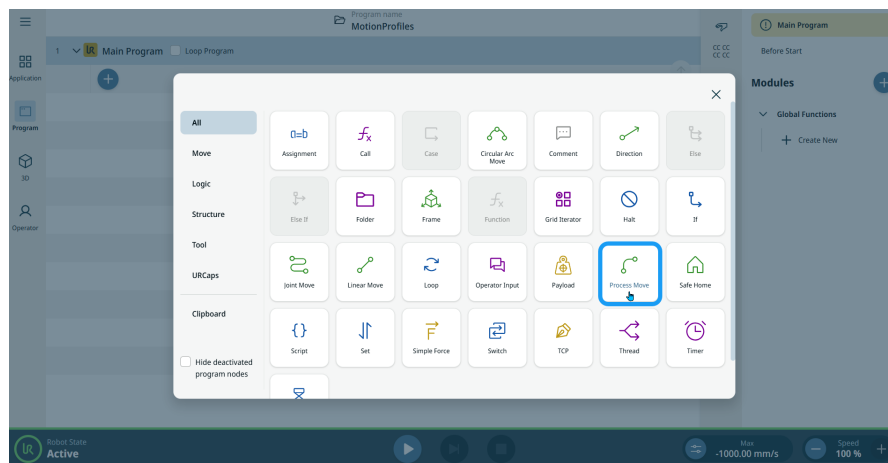 Program name
MotionProfiles
1 UR Main Program Loop Program
Application
Program
3D
Operator
All
Move
Logic
Structure
Tool
URCaps
Clipboard
Hide deactivated
program nodes
a=b
Assignment
fx
Call
Case
Circular Arc
Move
Comment
Direction
Else
Else If
Folder
Frame
fx
Function
Grid Iterator
Halt
If
Joint Move
Linear Move
Loop
Operator Input
Payload
Process Move
Safe Home
{}
Script
Set
F
Simple Force
Switch
TCP
Thread
Timer
CC CC
CC CC
Main Program
Before Start
Modules
Global Functions
Create New
UR
Robot State
Active
Max
-1000.00 mm/s
Speed
100 %